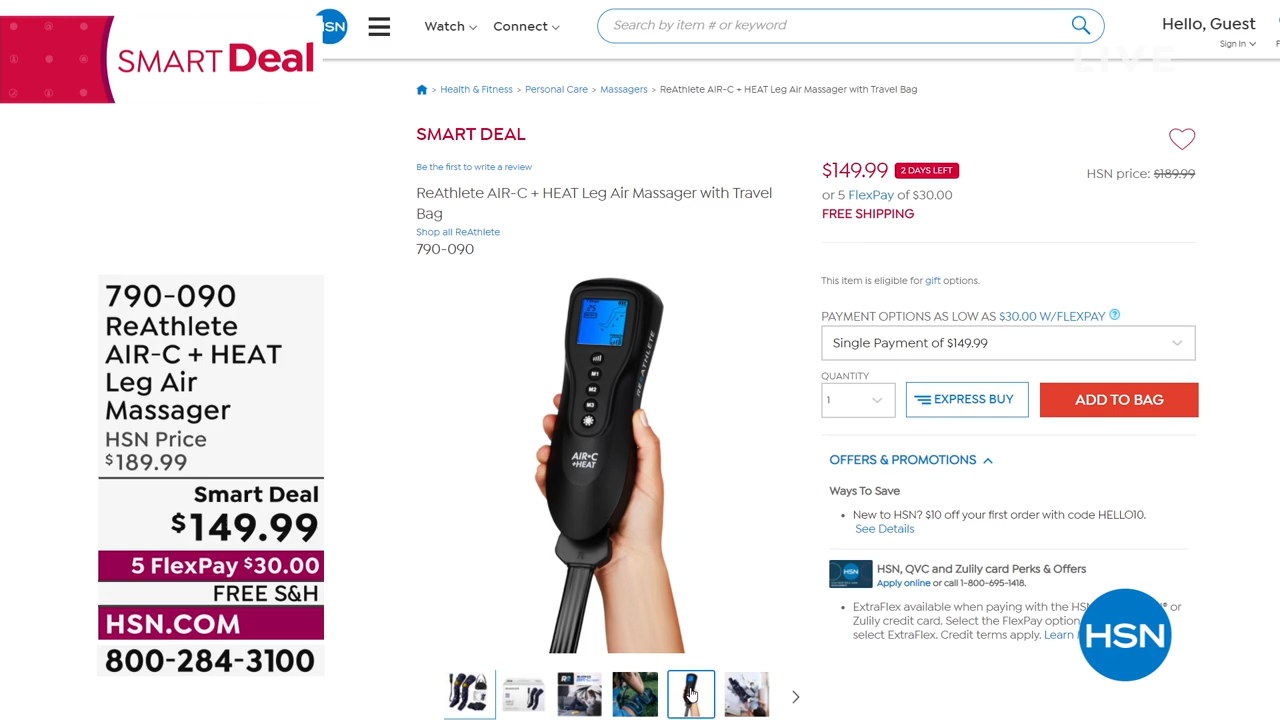 SMART Deal
HSN
Watch
Connect
Search by item # or keyword
Hello, Guest
Sign In
LIVE
> Health & Fitness > Personal Care > Massagers > ReAthlete AIR-C + HEAT Leg Air Massager with Travel Bag
SMART DEAL
Be the first to write a review
ReAthlete AIR-C + HEAT Leg Air Massager with Travel
Bag
Shop all ReAthlete
790-090
$149.99 2 DAYS LEFT
HSN price: $189.99
or 5 FlexPay of $30.00
FREE SHIPPING
This item is eligible for gift options.
PAYMENT OPTIONS AS LOW AS $30.00 W/FLEXPAY ?
Single Payment of $149.99
QUANTITY
1
EXPRESS BUY
ADD TO BAG
OFFERS & PROMOTIONS
Ways To Save
• New to HSN? $10 off your first order with code HELLO10.
See Details
HSN
HSN, QVC and Zulily card Perks & Offers
Apply online or call 1-800-695-1418.
• ExtraFlex available when paying with the HS or
Zulily credit card. Select the FlexPay option
select ExtraFlex. Credit terms apply. Learn
HSN
790-090
ReAthlete
AIR-C + HEAT
Leg Air
Massager
HSN Price
$189.99
Smart Deal
$149.99
5 FlexPay $30.00
FREE S&H
HSN.COM
800-284-3100
25
M1
M2
M3
REATHLETE
AIR•C
+HEAT